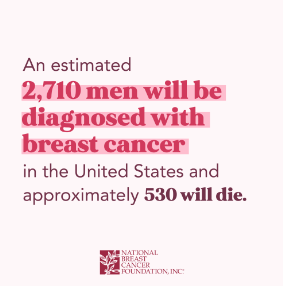 An estimated
2,710 men will be
diagnosed with
breast cancer
in the United States and
approximately 530 will die.
NATIONAL
BREAST
CANCER
FOUNDATION, INC.